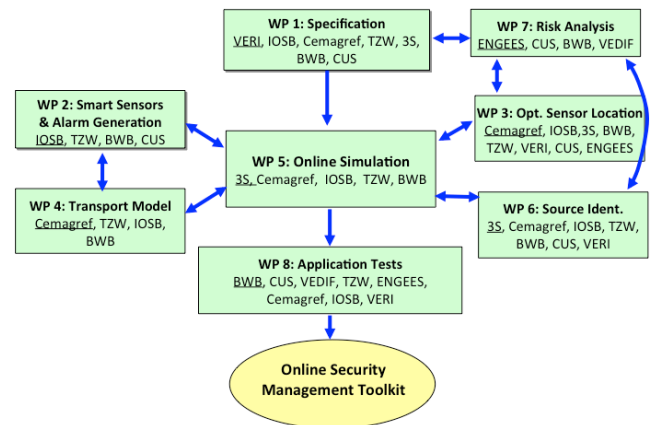 WP 1: Specification
VERI, IOSB, Cemagref, TZW, 3S,
BWB, CUS
WP 7: Risk Analysis
ENGEES, CUS, BWB, VEDIF
WP 2: Smart Sensors
& Alarm Generation
IOSB, TZW, BWB, CUS
WP 3: Opt. Sensor Location
Cemagref, IOSB,3S, BWB,
TZW, VERI, CUS, ENGEES
WP 5: Online Simulation
3S, Cemagref, IOSB, TZW, BWB
WP 4: Transport Model
Cemagref, TZW, IOSB,
BWB
WP 6: Source Ident.
3S, Cemagref, IOSB, TZW,
BWB, CUS, VERI
WP 8: Application Tests
BWB, CUS, VEDIF, TZW, ENGEES,
Cemagref, IOSB, VERI
Online Security
Management Toolkit